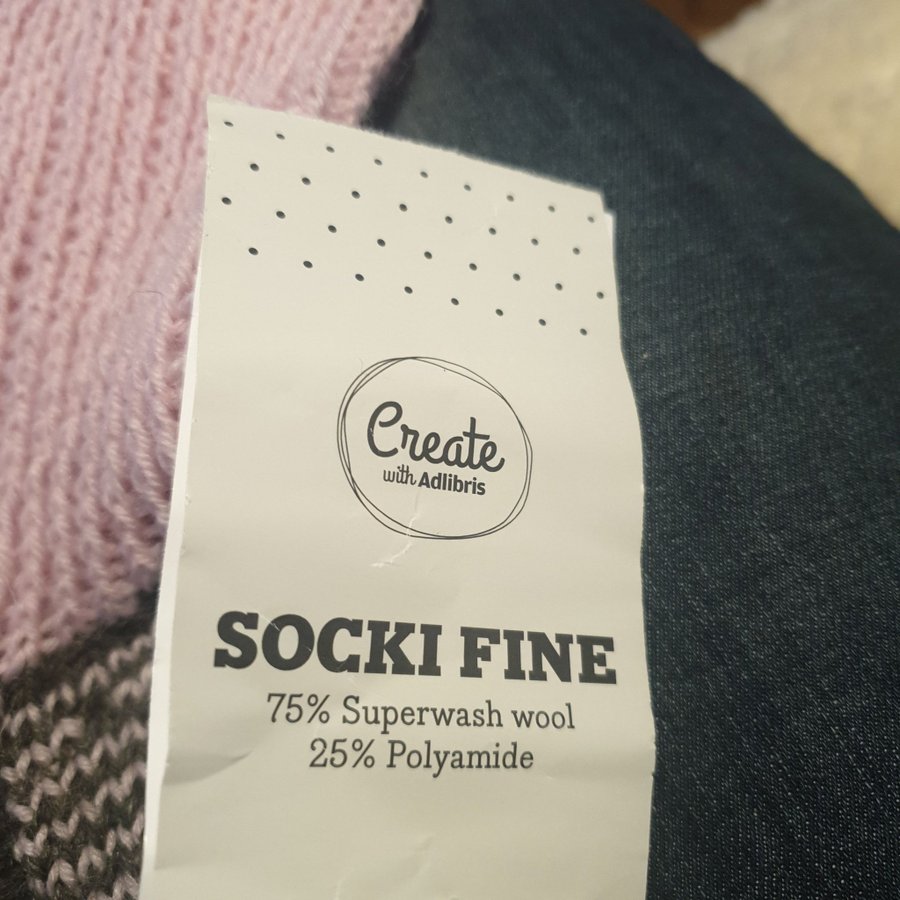 Create
with Adlibris
SOCKI FINE
75% Superwash wool
25% Polyamide